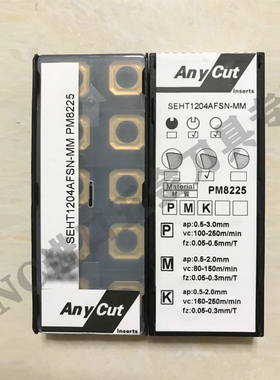 SEHT1204AFSN-MM PM8225
AnyCut
Inserts
AnyCut
Inserts
SEHT1204AFSN-MM
Material
材 質
PM8225
P M K
P
ap:0.5-3.0mm
vc:100-250m/min
fz:0.05-0.5mm/T
M
ap:0.5-2.0mm
vc:80-150m/min
fz:0.05-0.3mm/T
K
ap:0.5-2.0mm
vc:160-250m/min
fz:0.05-0.3mm/T